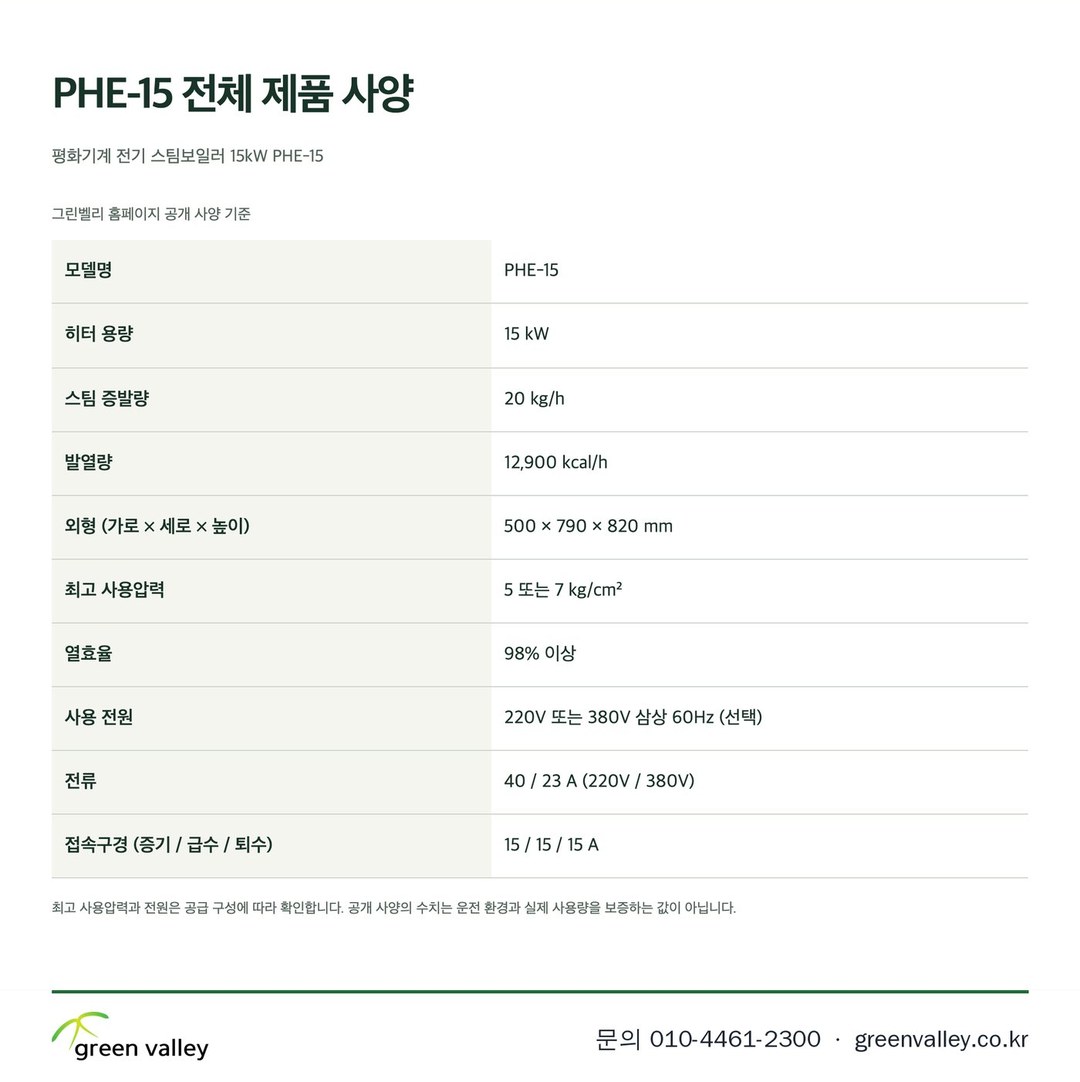 PHE-15 전체 제품 사양
평화기계 전기 스팀보일러 15kW PHE-15
그린벨리 홈페이지 공개 사양 기준
모델명 PHE-15
히터 용량 15 kW
스팀 증발량 20 kg/h
발열량 12,900 kcal/h
외형 (가로 × 세로 × 높이) 500 × 790 × 820 mm
최고 사용압력 5 또는 7 kg/cm²
열효율 98% 이상
사용 전원 220V 또는 380V 삼상 60Hz (선택)
전류 40 / 23 A (220V / 380V)
접속구경 (증기 / 급수 / 퇴수) 15 / 15 / 15 A
최고 사용압력과 전원은 공급 구성에 따라 확인합니다. 공개 사양의 수치는 운전 환경과 실제 사용량을 보증하는 값이 아닙니다.
green valley
문의 010-4461-2300 · greenvalley.co.kr